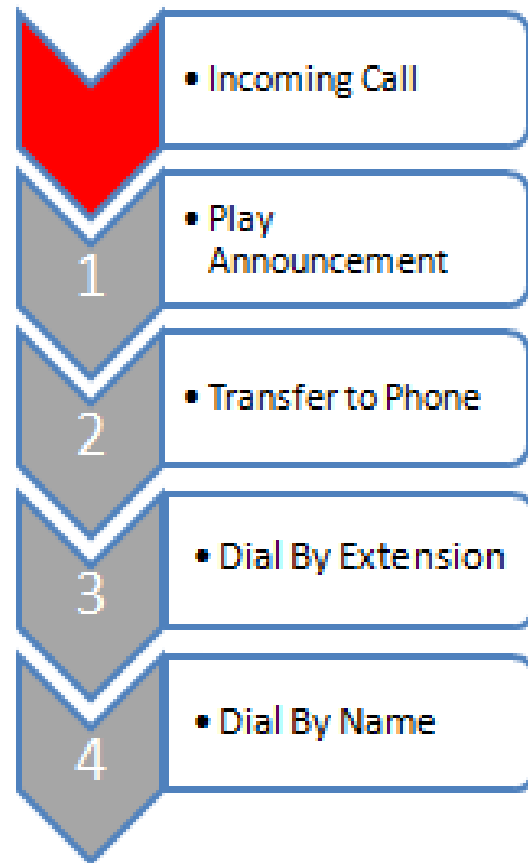 • Incoming Call
1
• Play
Announcement
2
• Transfer to Phone
3
• Dial By Extension
4
• Dial By Name